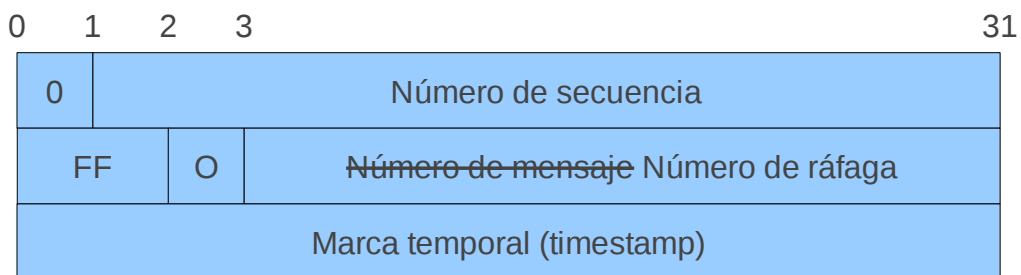 0 1 2 3 31
0 Número de secuencia
FF O Número de mensaje Número de ráfaga
Marca temporal (timestamp)